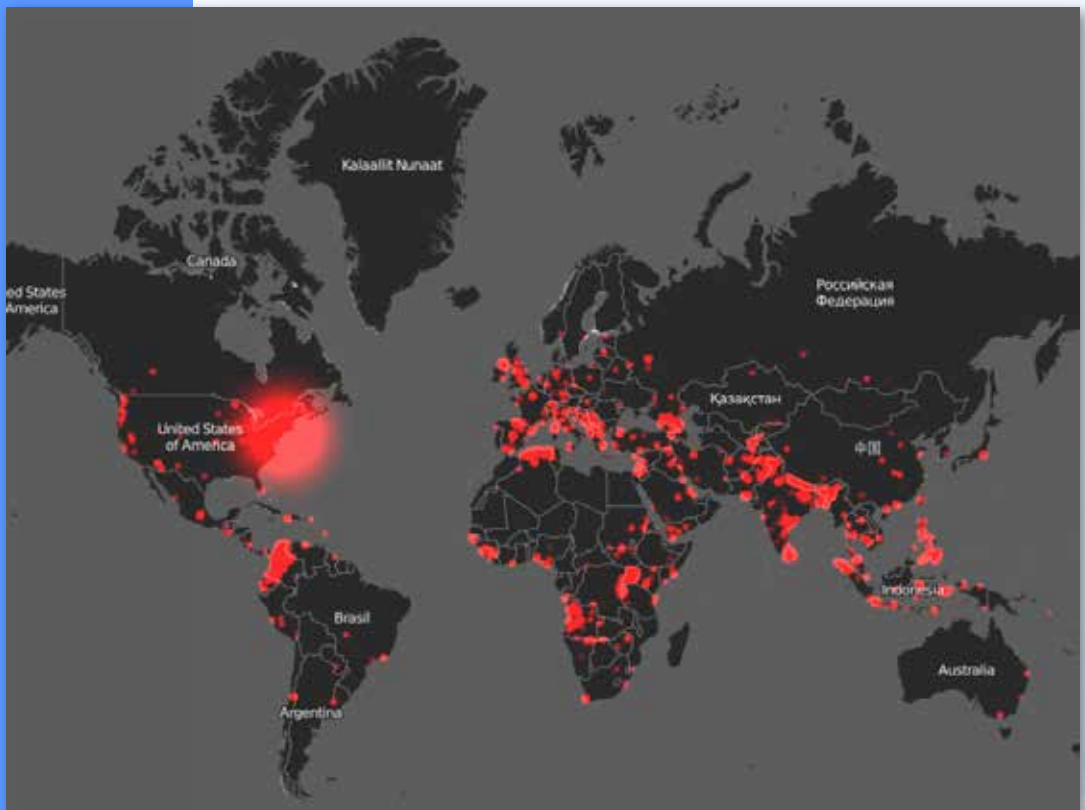 Kalaallit Nunaat
Canada
ed States
America
Российская
Федерация
Қазақстан
United States
of America
中国
Indonesia
Brasil
Australia
Argentina